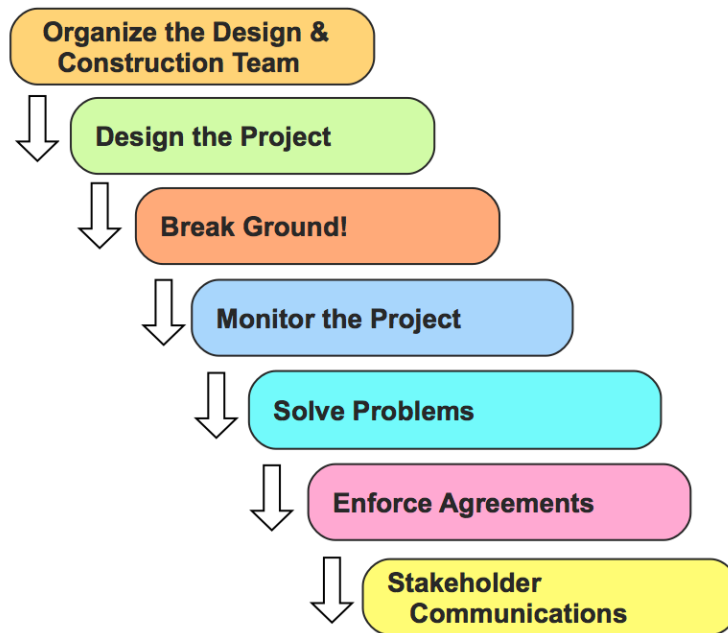 Organize the Design &
Construction Team
Design the Project
Break Ground!
Monitor the Project
Solve Problems
Enforce Agreements
Stakeholder
Communications